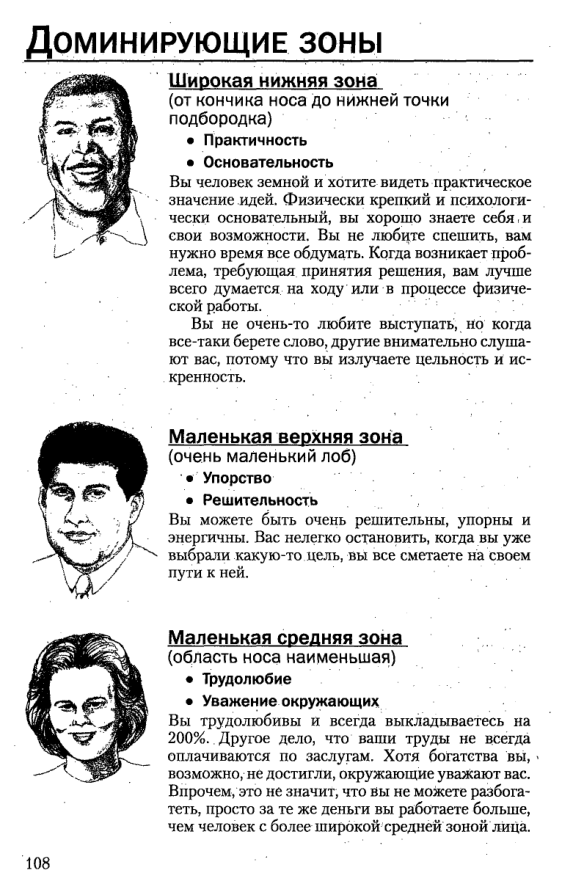 Доминирующие зоны
Широкая нижняя зона
(от кончика носа до нижней точки
подбородка)
• Практичность
• Основательность
Вы человек земной и хотите видеть практическое
значение идей. Физически крепкий и психологи-
чески основательный, вы хорошо знаете себя и
свои возможности. Вы не любите спешить, вам
нужно время все обдумать. Когда возникает проб-
лема, требующая принятия решения, вам лучше
всего думается на ходу или в процессе физиче-
ской работы.
Вы не очень-то любите выступать, но когда
все-таки берете слово, другие внимательно слуша-
ют вас, потому что вы излучаете цельность и ис-
кренность.
Маленькая верхняя зона
(очень маленький лоб)
• Упорство
• Решительность
Вы можете быть очень решительны, упорны и
энергичны. Вас нелегко остановить, когда вы уже
выбрали какую-то цель, вы все сметаете на своем
пути к ней.
Маленькая средняя зона
(область носа наименьшая)
• Трудолюбие
• Уважение окружающих
Вы трудолюбивы и всегда выкладываетесь на
200%. Другое дело, что ваши труды не всегда
оплачиваются по заслугам. Хотя богатства вы,
возможно, не достигли, окружающие уважают вас.
Впрочем, это не значит, что вы не можете разбога-
теть, просто за те же деньги вы работаете больше,
чем человек с более широкой средней зоной лица.
108